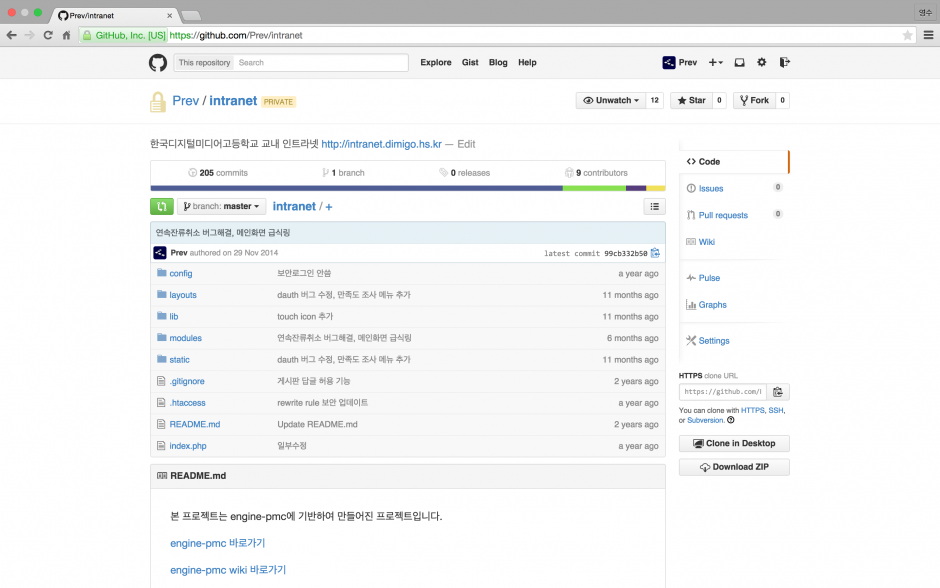 Prev/intranet
영수
GitHub, Inc. [US] https://github.com/Prev/intranet
This repository Search Explore Gist Blog Help Prev
Prev / intranet PRIVATE Unwatch 12 Star 0 Fork 0
한국디지털미디어고등학교 교내 인트라넷 http://intranet.dimigo.hs.kr — Edit
205 commits 1 branch 0 releases 9 contributors
branch: master intranet / +
연속잔류취소 버그해결, 메인화면 급식링
Prev authored on 29 Nov 2014 latest commit 99cb332b50
config 보안로그인 안씀 a year ago
layouts dauth 버그 수정, 만족도 조사 메뉴 추가 11 months ago
lib touch icon 추가 11 months ago
modules 연속잔류취소 버그해결, 메인화면 급식링 6 months ago
static dauth 버그 수정, 만족도 조사 메뉴 추가 11 months ago
.gitignore 게시판 답글 허용 기능 2 years ago
.htaccess rewrite rule 보안 업데이트 a year ago
README.md Update README.md 2 years ago
index.php 일부수정 a year ago
README.md
본 프로젝트는 engine-pmc에 기반하여 만들어진 프로젝트입니다.
engine-pmc 바로가기
engine-pmc wiki 바로가기
Code
Issues 0
Pull requests 0
Wiki
Pulse
Graphs
Settings
HTTPS clone URL
https://github.com/
You can clone with HTTPS, SSH,
or Subversion.
Clone in Desktop
Download ZIP